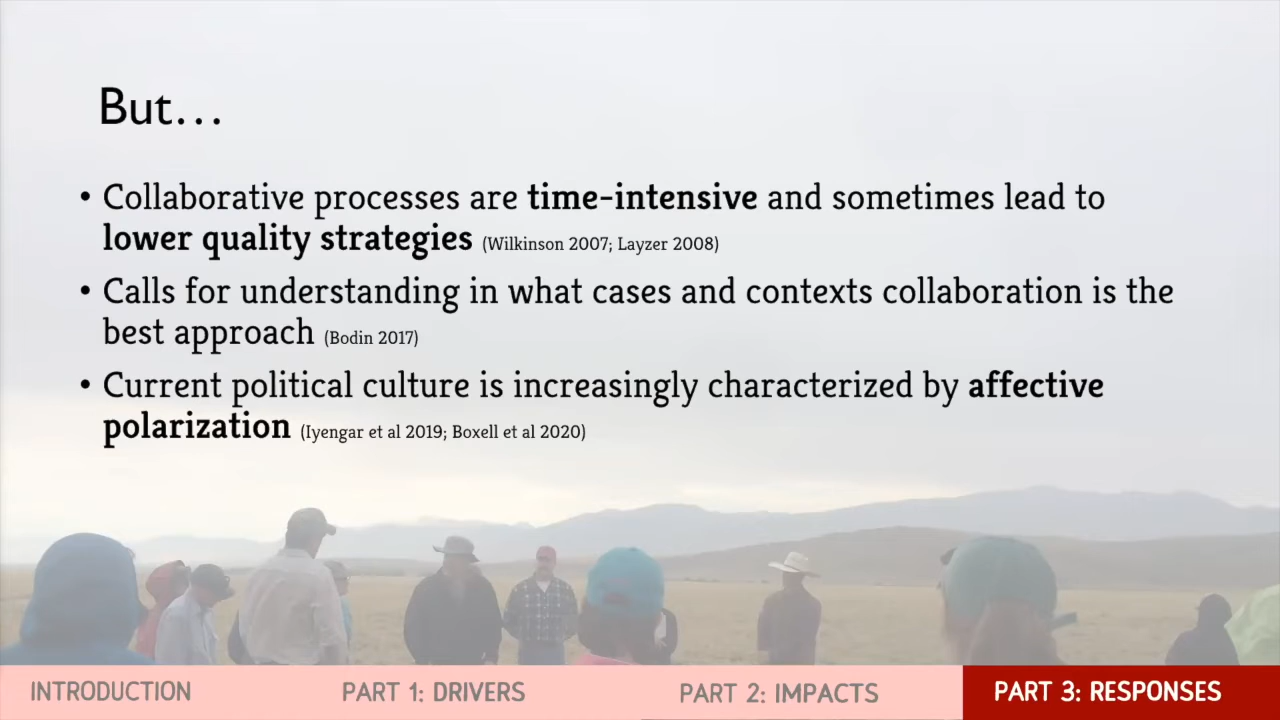 But…
• Collaborative processes are time-intensive and sometimes lead to
lower quality strategies (Wilkinson 2007; Layzer 2008)
• Calls for understanding in what cases and contexts collaboration is the
best approach (Bodin 2017)
• Current political culture is increasingly characterized by affective
polarization (Iyengar et al 2019; Boxell et al 2020)
INTRODUCTION PART 1: DRIVERS PART 2: IMPACTS PART 3: RESPONSES